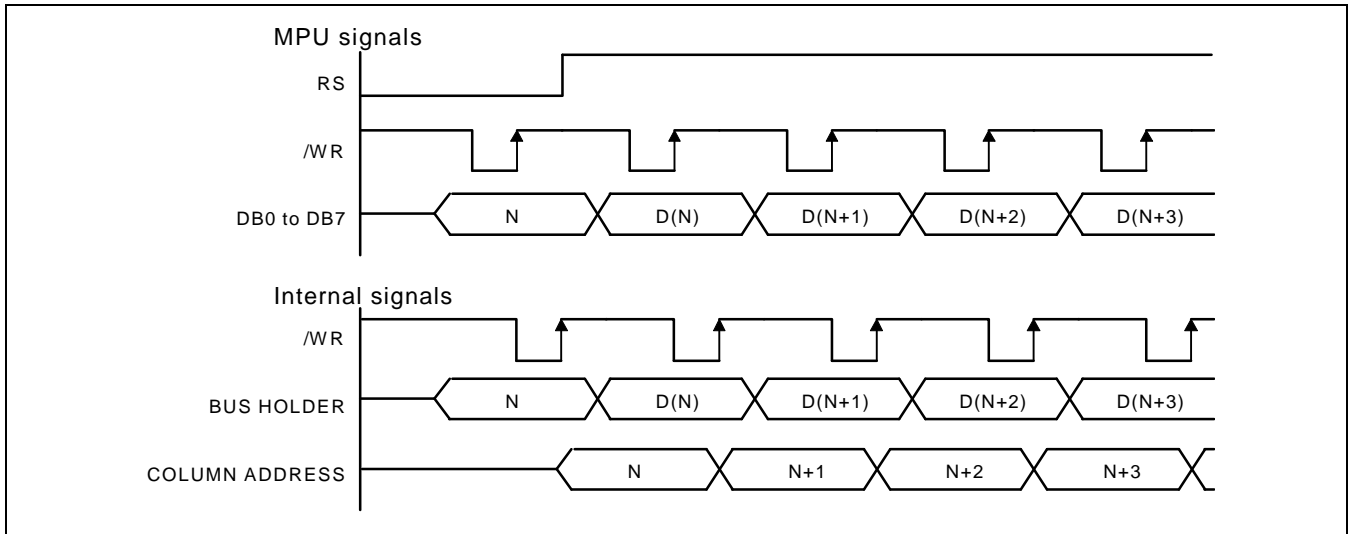 MPU signals
RS
/WR
DB0 to DB7 N D(N) D(N+1) D(N+2) D(N+3)
Internal signals
/WR
BUS HOLDER N D(N) D(N+1) D(N+2) D(N+3)
COLUMN ADDRESS N N+1 N+2 N+3